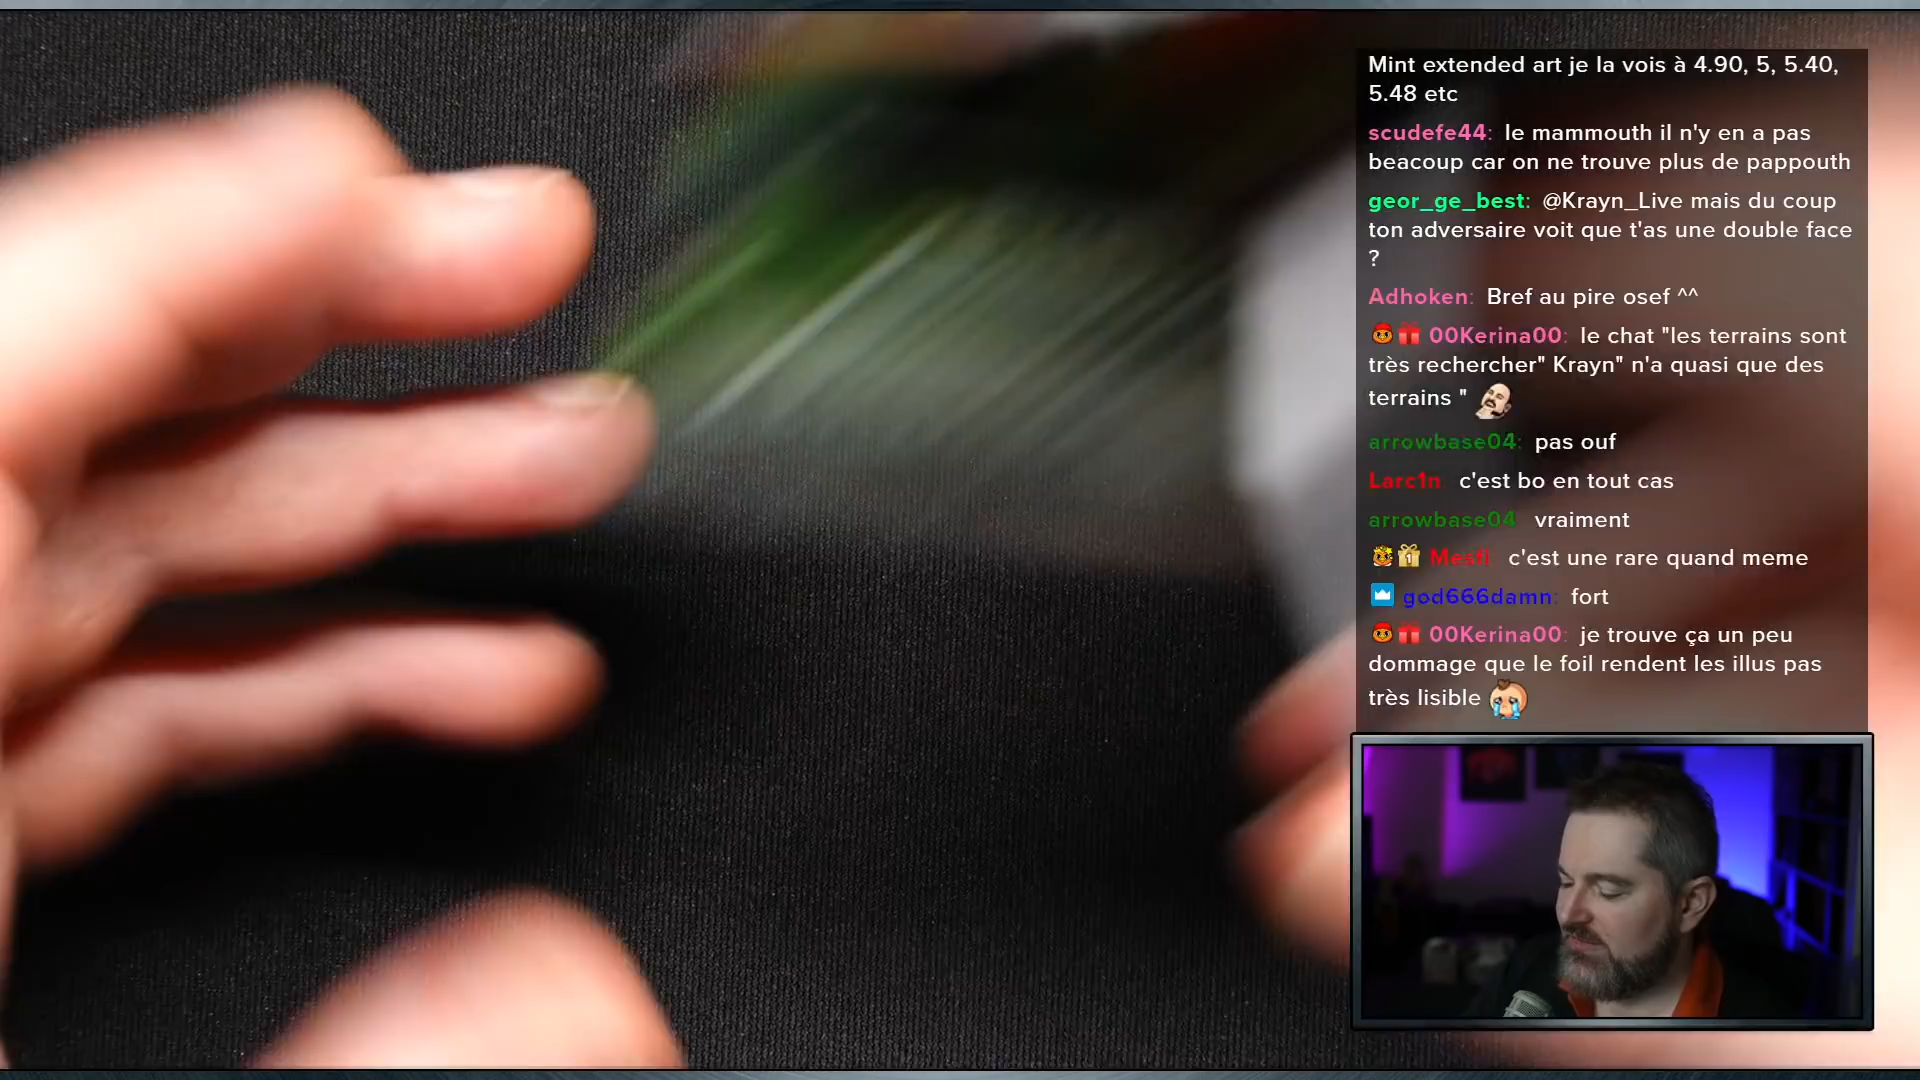 Mint extended art je la vois à 4.90, 5, 5.40,
5.48 etc
scudefe44: le mammouth il n'y en a pas
beacoup car on ne trouve plus de pappouth
geor_ge_best: @Krayn_Live mais du coup
ton adversaire voit que t'as une double face
?
Adhoken: Bref au pire osef ^^
00Kerina00: le chat "les terrains sont
très rechercher" Krayn" n'a quasi que des
terrains "
arrowbase04: pas ouf
Larc1n: c'est bo en tout cas
arrowbase04: vraiment
Mesfi: c'est une rare quand meme
god666damn: fort
00Kerina00: je trouve ça un peu
dommage que le foil rendent les illus pas
très lisible